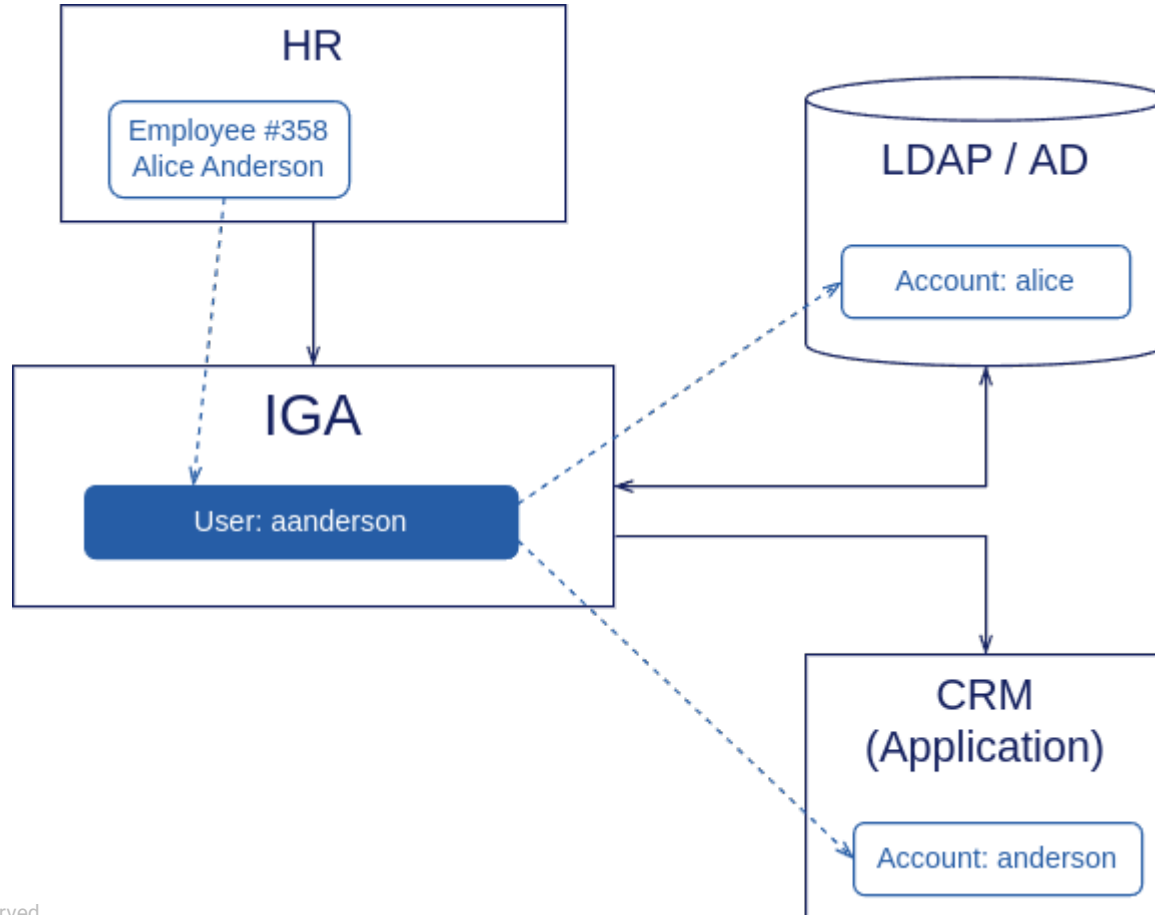 HR
Employee #358
Alice Anderson
LDAP / AD
Account: alice
IGA
User: aanderson
CRM
(Application)
Account: anderson